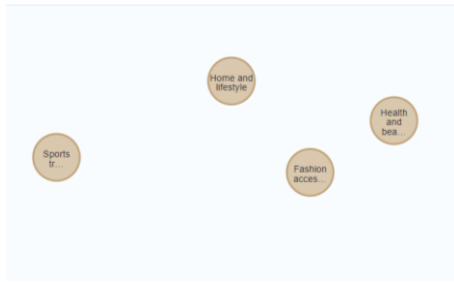 Home and
lifestyle
Health
and
bea...
Sports
tr...
Fashion
acces...